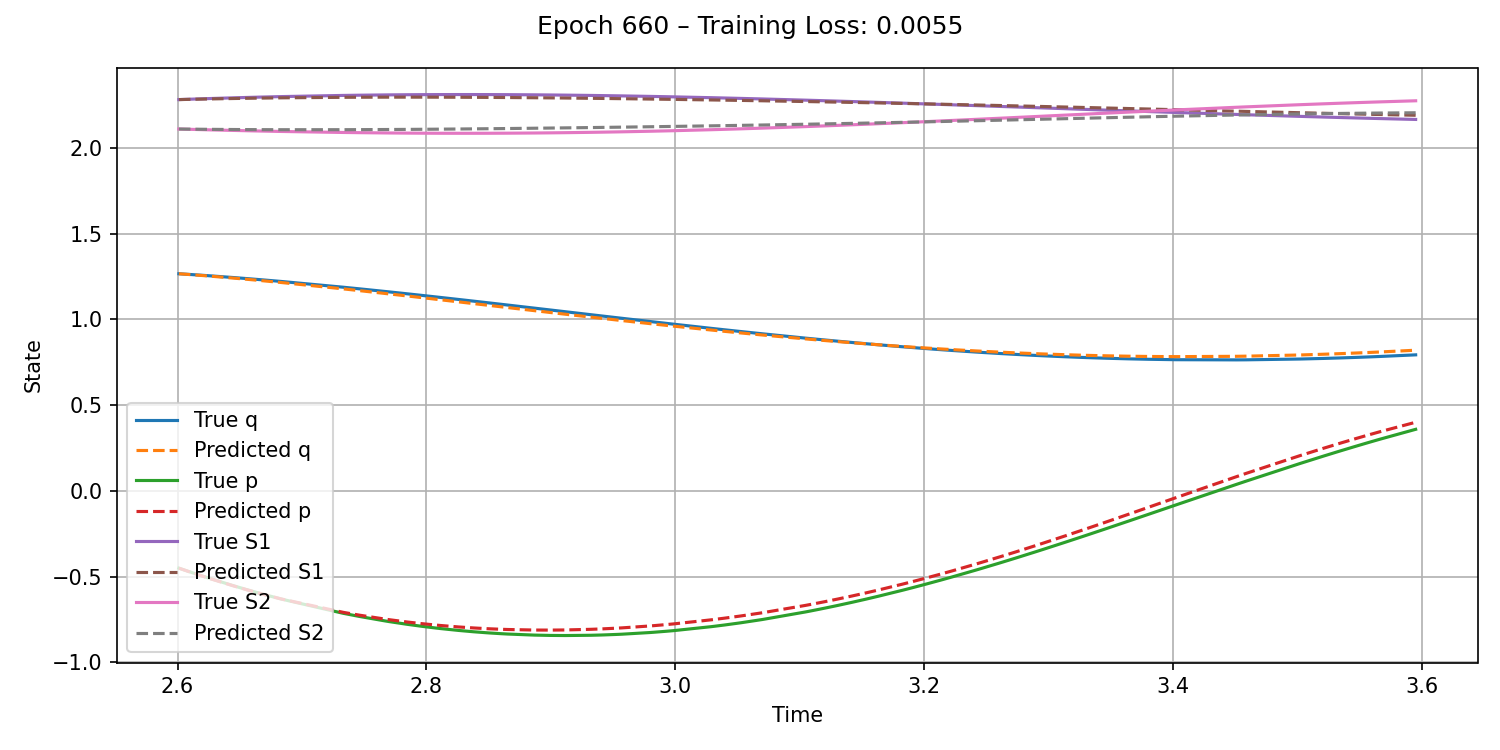 Epoch 660 – Training Loss: 0.0055
State
2.0
1.5
1.0
0.5
0.0
−0.5
−1.0
True q
Predicted q
True p
Predicted p
True S1
Predicted S1
True S2
Predicted S2
2.6 2.8 3.0 3.2 3.4 3.6
Time